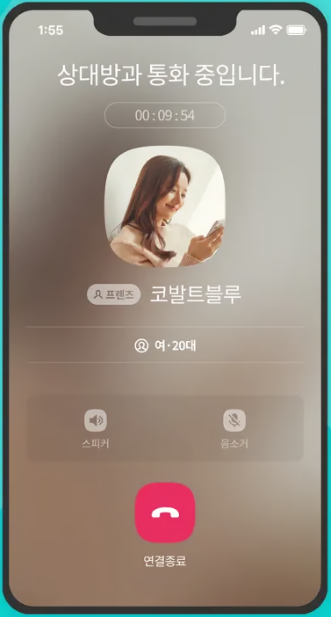 1:55
상대방과 통화 중입니다.
00:09:54
프렌즈 코발트블루
여·20대
스피커 음소거
연결종료